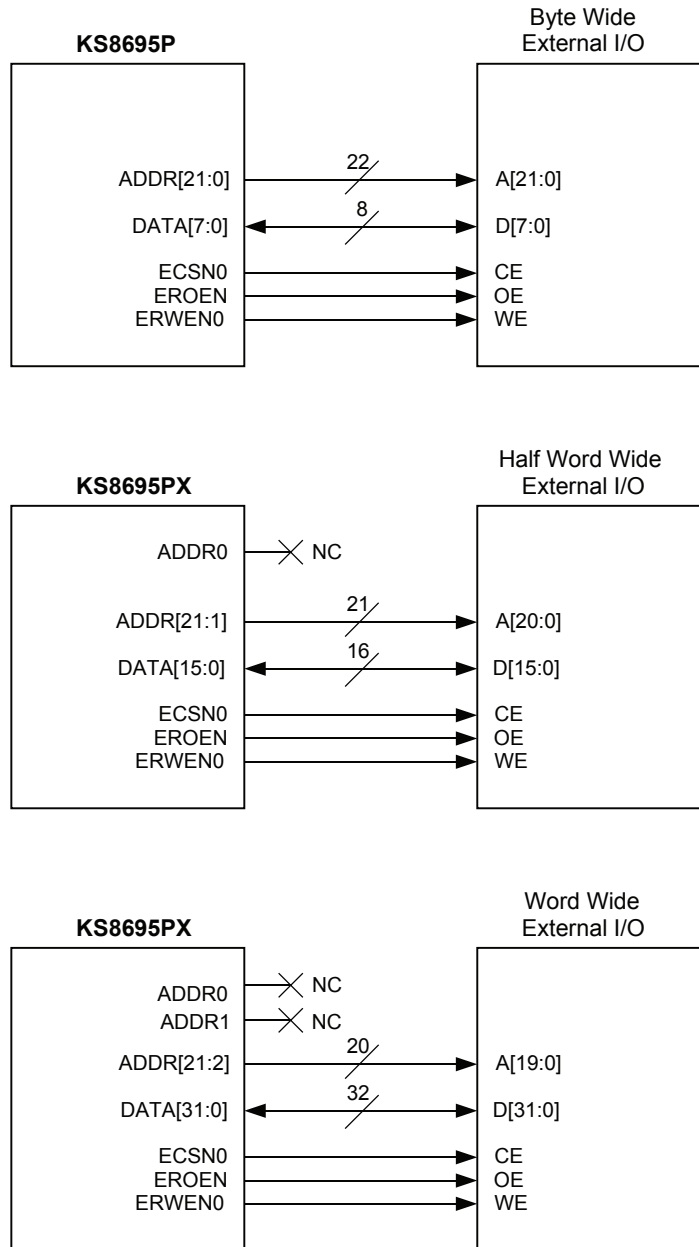 KS8695P
Byte Wide
External I/O
ADDR[21:0]
22
A[21:0]
DATA[7:0]
8
D[7:0]
ECSN0
CE
EROEN
OE
ERWEN0
WE
KS8695PX
Half Word Wide
External I/O
ADDR0
NC
ADDR[21:1]
21
A[20:0]
DATA[15:0]
16
D[15:0]
ECSN0
CE
EROEN
OE
ERWEN0
WE
KS8695PX
Word Wide
External I/O
ADDR0
NC
ADDR1
NC
ADDR[21:2]
20
A[19:0]
DATA[31:0]
32
D[31:0]
ECSN0
CE
EROEN
OE
ERWEN0
WE